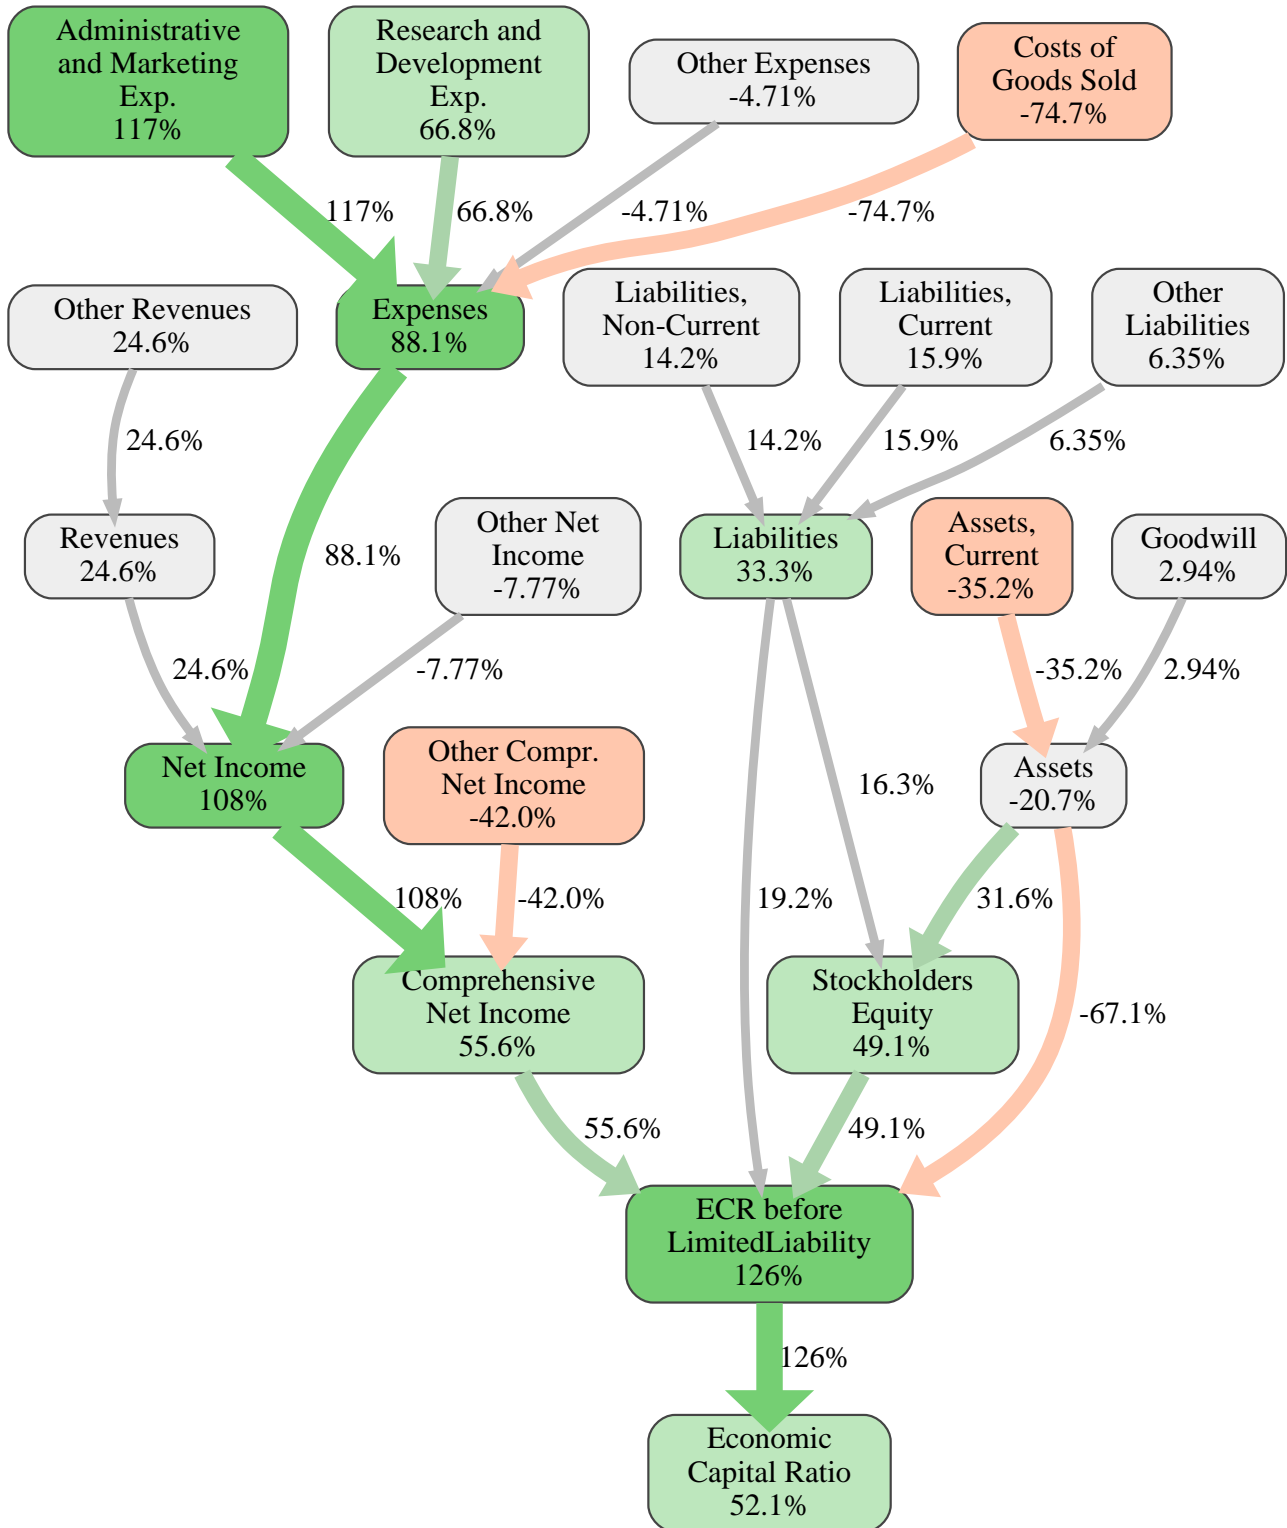 Administrative
and Marketing
Exp.
117%
Research and
Development
Exp.
66.8%
Other Expenses
-4.71%
Costs of
Goods Sold
-74.7%
117%
66.8%
-4.71%
-74.7%
Other Revenues
24.6%
Expenses
88.1%
Liabilities,
Non-Current
14.2%
Liabilities,
Current
15.9%
Other
Liabilities
6.35%
24.6%
14.2%
15.9%
6.35%
Revenues
24.6%
88.1%
Other Net
Income
-7.77%
Liabilities
33.3%
Assets,
Current
-35.2%
Goodwill
2.94%
24.6%
-7.77%
-35.2%
2.94%
Net Income
108%
Other Compr.
Net Income
-42.0%
16.3%
Assets
-20.7%
108%
-42.0%
19.2%
31.6%
Comprehensive
Net Income
55.6%
Stockholders
Equity
49.1%
-67.1%
55.6%
49.1%
ECR before
LimitedLiability
126%
126%
Economic
Capital Ratio
52.1%